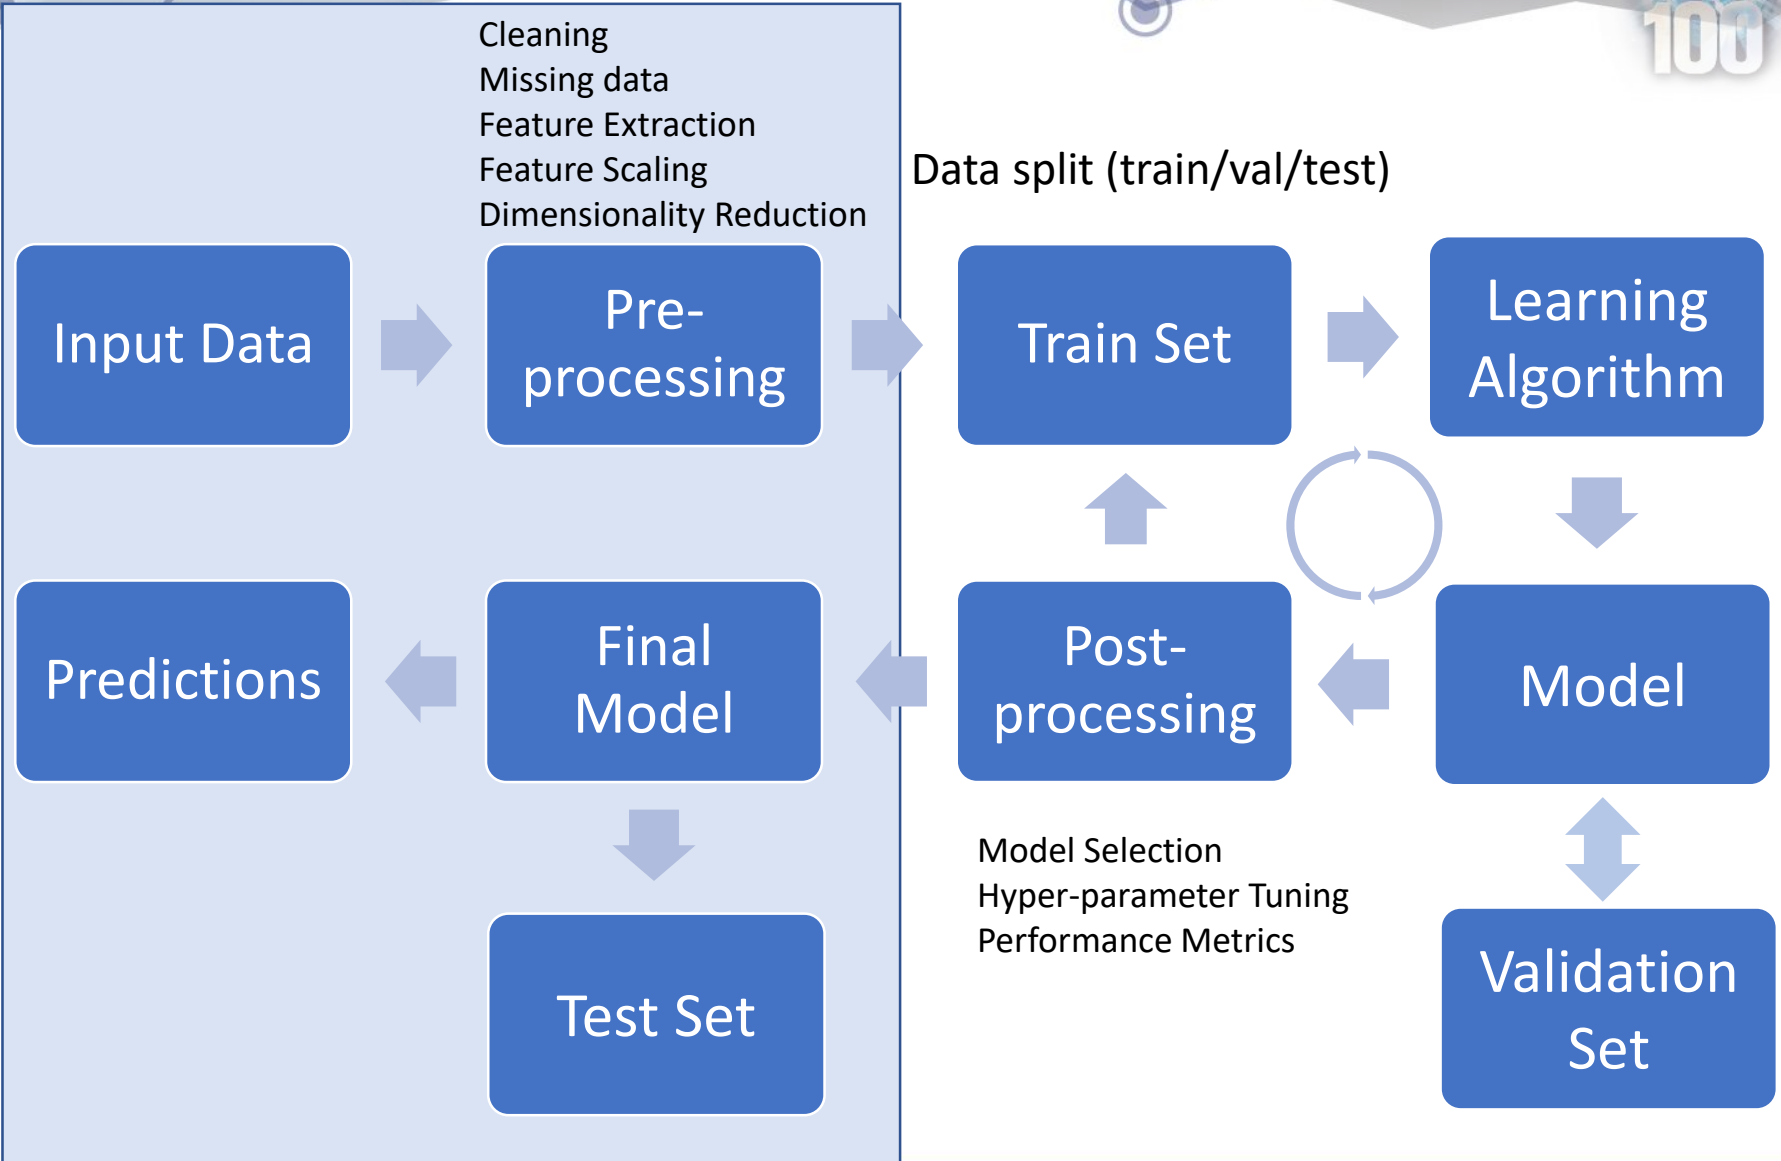 100
Cleaning
Missing data
Feature Extraction
Feature Scaling
Dimensionality Reduction
Data split (train/val/test)
Input Data
Pre-
processing
Train Set
Learning
Algorithm
Predictions
Final
Model
Post-
processing
Model
Model Selection
Hyper-parameter Tuning
Performance Metrics
Test Set
Validation
Set